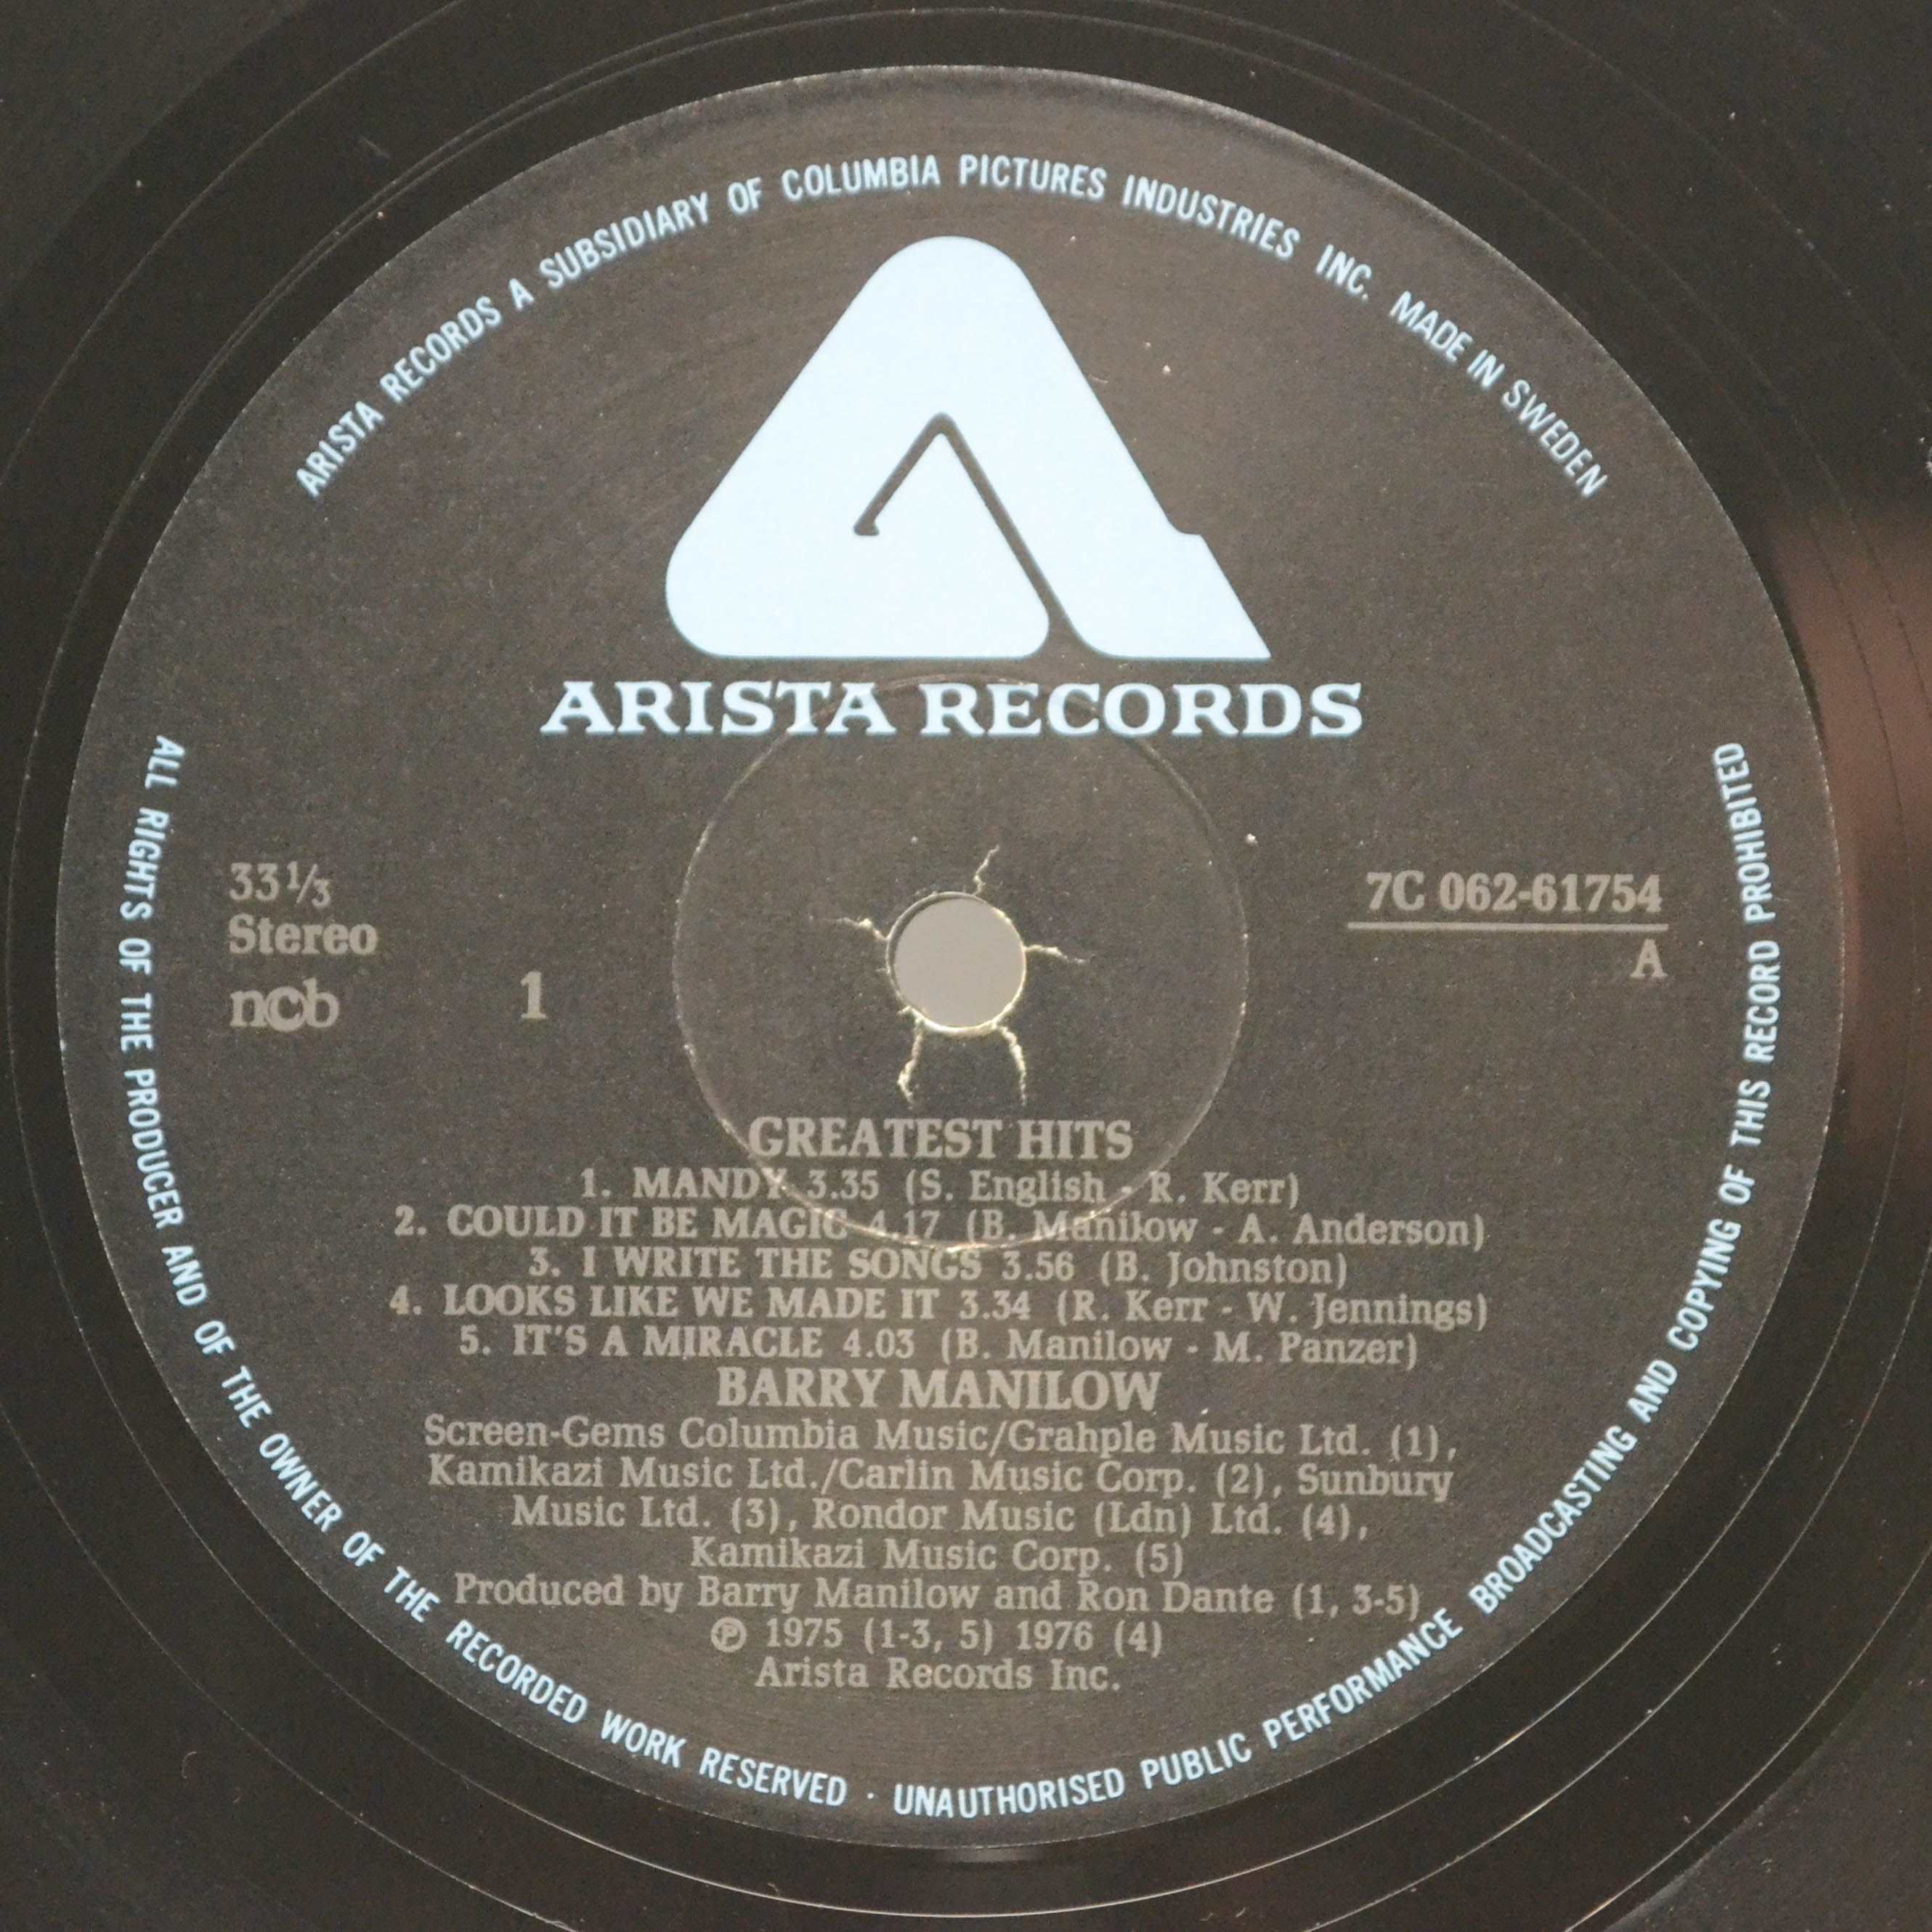 ARISTA RECORDS A SUBSIDIARY OF COLUMBIA PICTURES INDUSTRIES INC. MADE IN SWEDEN
ARISTA RECORDS
33 1/3
Stereo
ncb
1
7C 062-61754
A
GREATEST HITS
1. MANDY 3.35 (S. English - R. Kerr)
2. COULD IT BE MAGIC 4.17 (B. Manilow - A. Anderson)
3. I WRITE THE SONGS 3.56 (B. Johnston)
4. LOOKS LIKE WE MADE IT 3.34 (R. Kerr - W. Jennings)
5. IT'S A MIRACLE 4.03 (B. Manilow - M. Panzer)
BARRY MANILOW
Screen-Gems Columbia Music/Grahple Music Ltd. (1),
Kamikazi Music Ltd./Carlin Music Corp. (2), Sunbury
Music Ltd. (3), Rondor Music (Ldn) Ltd. (4),
Kamikazi Music Corp. (5)
Produced by Barry Manilow and Ron Dante (1, 3-5)
℗ 1975 (1-3, 5) 1976 (4)
Arista Records Inc.
ALL RIGHTS OF THE PRODUCER AND OF THE OWNER OF THE RECORDED WORK RESERVED · UNAUTHORISED PUBLIC PERFORMANCE BROADCASTING AND COPYING OF THIS RECORD PROHIBITED